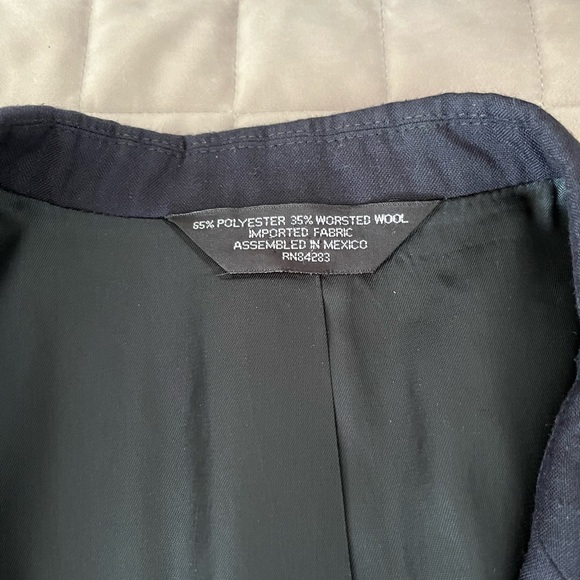 65% POLYESTER 35% WORSTED WOOL
IMPORTED FABRIC
ASSEMBLED IN MEXICO
RN84283